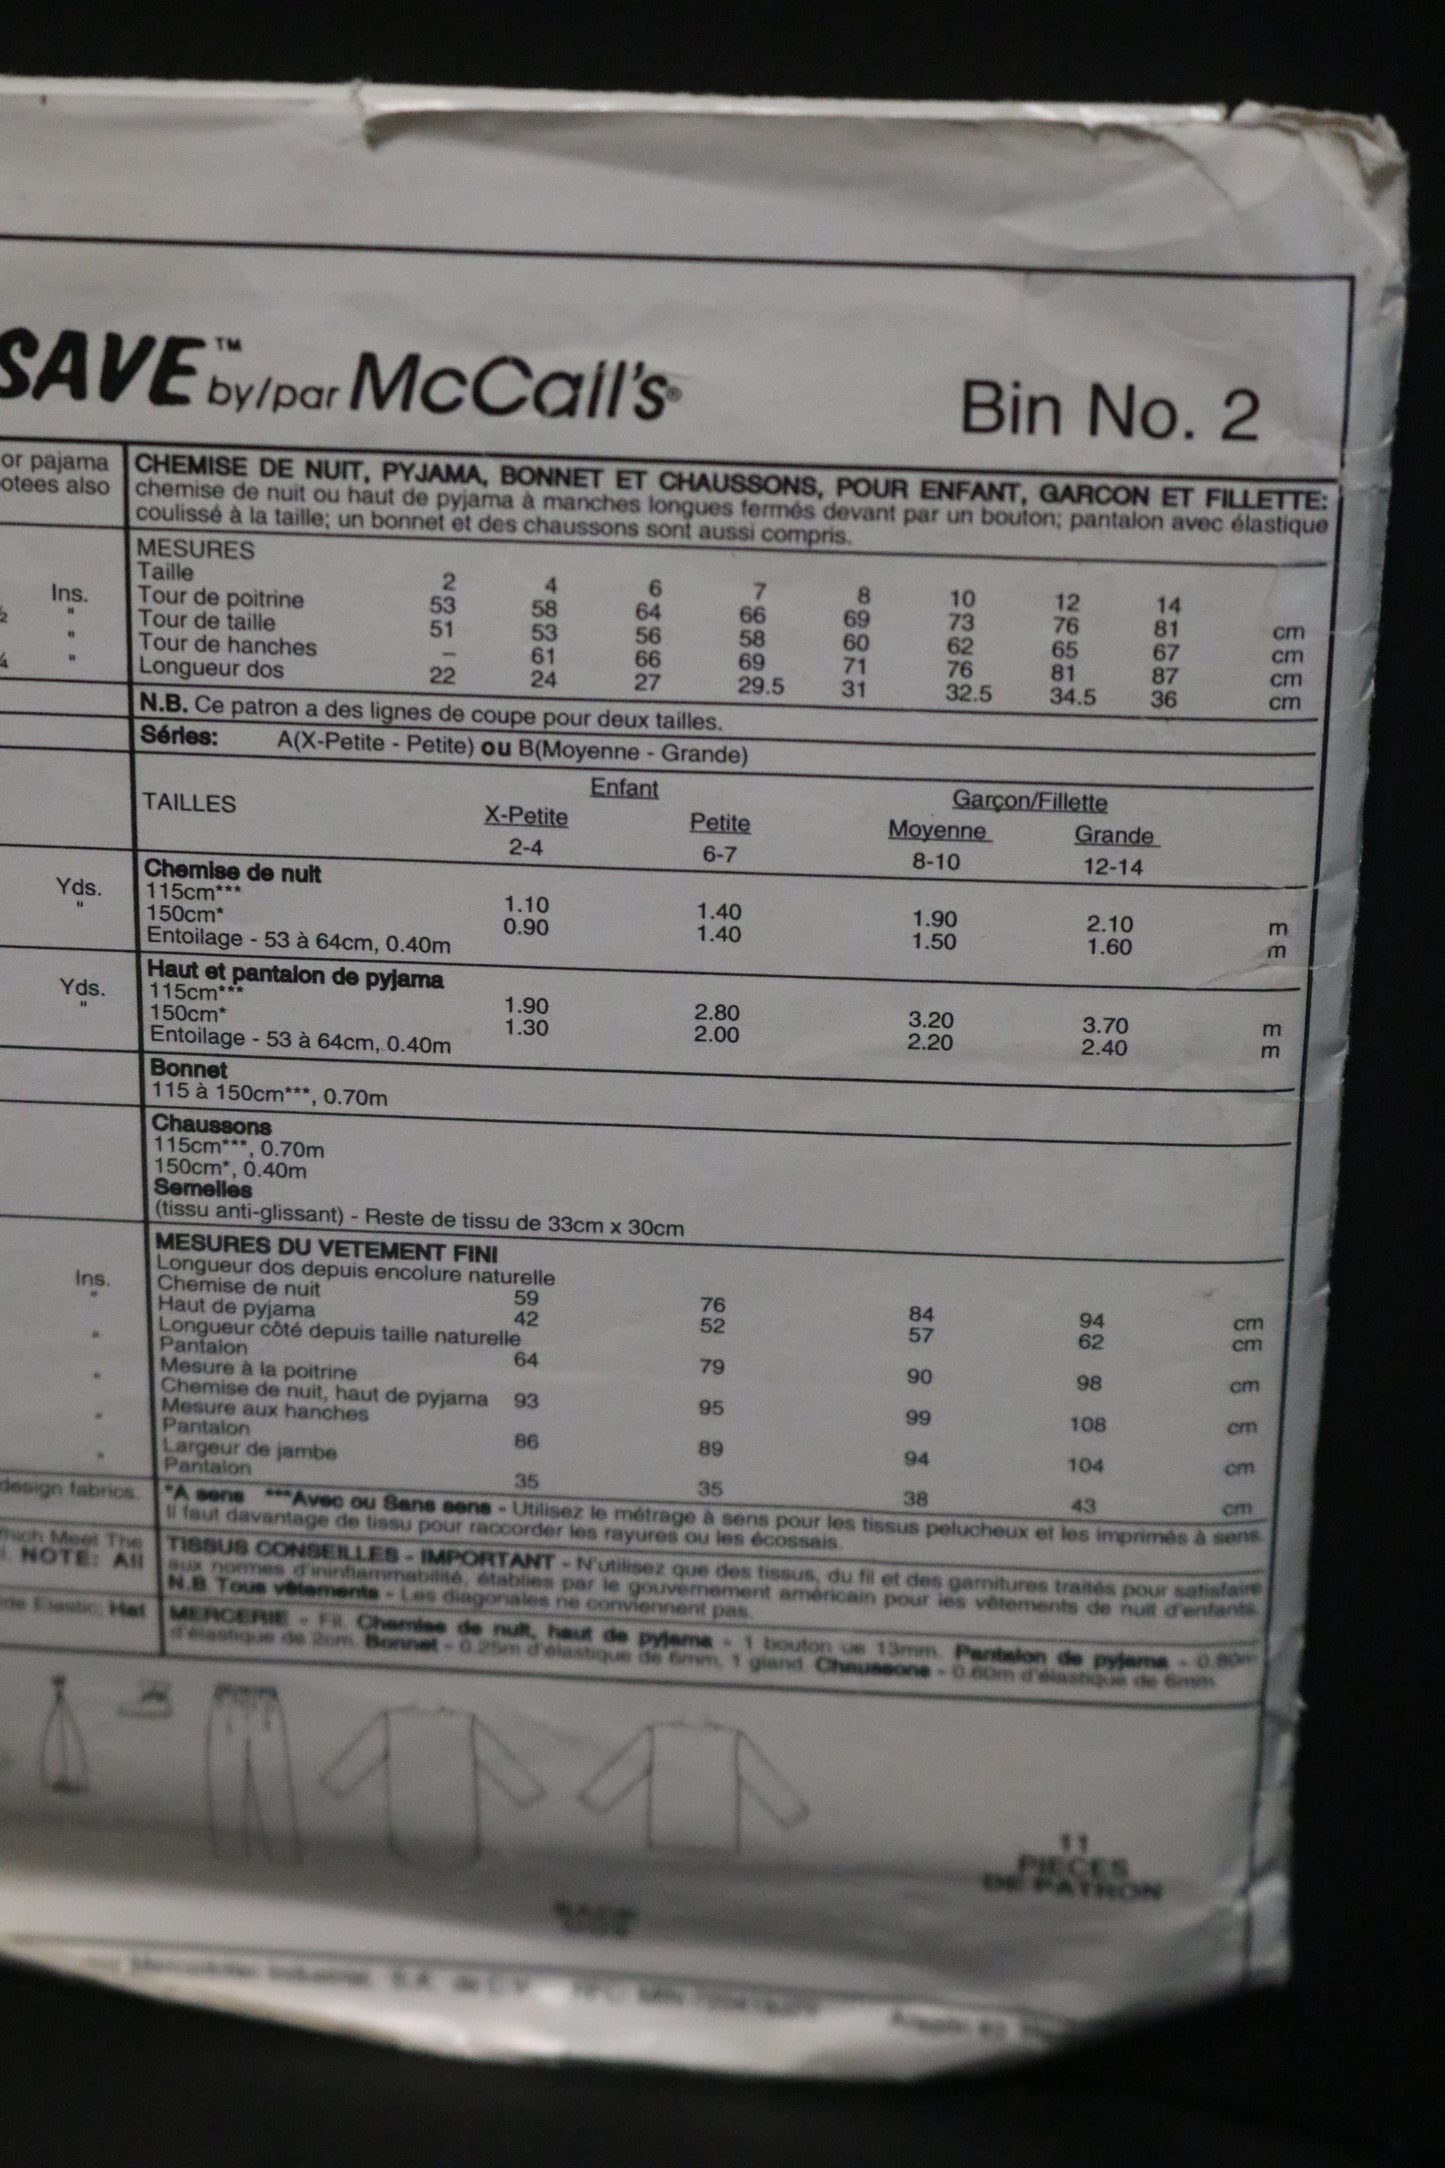 SAVE™ by/par McCall's® Bin No. 2
or pajama
otees also
CHEMISE DE NUIT, PYJAMA, BONNET ET CHAUSSONS, POUR ENFANT, GARCON ET FILLETTE:
chemise de nuit ou haut de pyjama à manches longues fermés devant par un bouton; pantalon avec élastique
coulissé à la taille; un bonnet et des chaussons sont aussi compris.
MESURES
Taille 2 4 6 7 8 10 12 14
Ins. Tour de poitrine 53 58 64 66 69 73 76 81 cm
½ " Tour de taille 51 53 56 58 60 62 65 67 cm
" Tour de hanches – 61 66 69 71 76 81 87 cm
¼ " Longueur dos 22 24 27 29.5 31 32.5 34.5 36 cm
N.B. Ce patron a des lignes de coupe pour deux tailles.
Séries: A(X-Petite - Petite) ou B(Moyenne - Grande)
Enfant Garçon/Fillette
TAILLES X-Petite Petite Moyenne Grande
2-4 6-7 8-10 12-14
Chemise de nuit
Yds. 115cm*** 1.10 1.40 1.90 2.10 m
" 150cm* 0.90 1.40 1.50 1.60 m
Entoilage - 53 à 64cm, 0.40m
Haut et pantalon de pyjama
Yds. 115cm*** 1.90 2.80 3.20 3.70 m
" 150cm* 1.30 2.00 2.20 2.40 m
Entoilage - 53 à 64cm, 0.40m
Bonnet
115 à 150cm***, 0.70m
Chaussons
115cm***, 0.70m
150cm*, 0.40m
Semelles
(tissu anti-glissant) - Reste de tissu de 33cm x 30cm
MESURES DU VETEMENT FINI
Longueur dos depuis encolure naturelle
Ins. Chemise de nuit 59 76 84 94 cm
" Haut de pyjama 42 52 57 62 cm
Longueur côté depuis taille naturelle
" Pantalon 64 79 90 98 cm
Mesure à la poitrine
" Chemise de nuit, haut de pyjama 93 95 99 108 cm
Mesure aux hanches
" Pantalon 86 89 94 104 cm
Largeur de jambe
" Pantalon 35 35 38 43 cm
design fabrics.
*A sens ***Avec ou Sans sens - Utilisez le métrage à sens pour les tissus pelucheux et les imprimés à sens.
Il faut davantage de tissu pour raccorder les rayures ou les écossais.
Which Meet The
NOTE: All
TISSUS CONSEILLES - IMPORTANT - N'utilisez que des tissus, du fil et des garnitures traités pour satisfaire
aux normes d'ininflammabilité, établies par le gouvernement américain pour les vêtements de nuit d'enfants.
N.B. Tous vêtements - Les diagonales ne conviennent pas.
Elastic, Hat
MERCERIE - Fil. Chemise de nuit, haut de pyjama - 1 bouton de 13mm. Pantalon de pyjama - 0.80m
d'élastique de 2cm. Bonnet - 0.25m d'élastique de 6mm, 1 gland. Chaussons - 0.60m d'élastique de 6mm.
11
PIECES
DE PATRON
Industrial, S.A. de C.V.